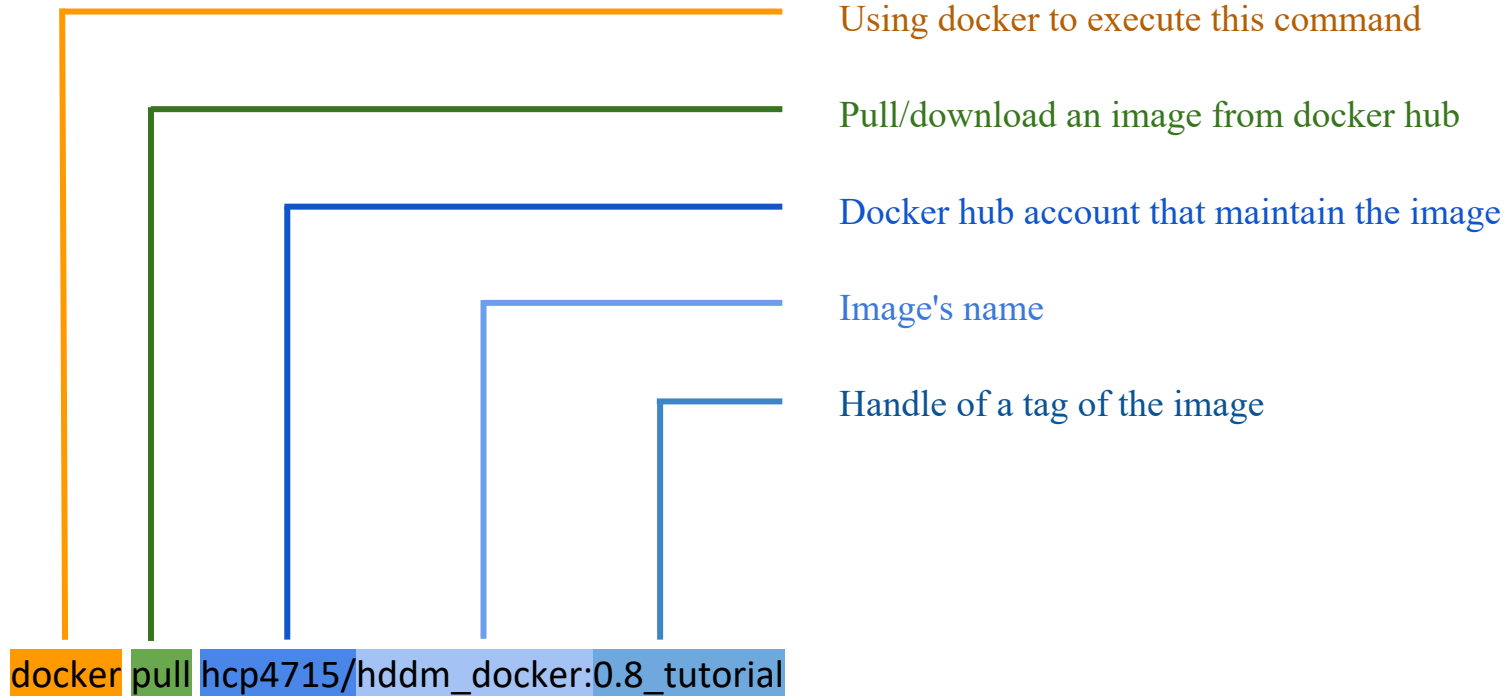 Using docker to execute this command
Pull/download an image from docker hub
Docker hub account that maintain the image
Image's name
Handle of a tag of the image
docker pull hcp4715/hddm_docker:0.8_tutorial